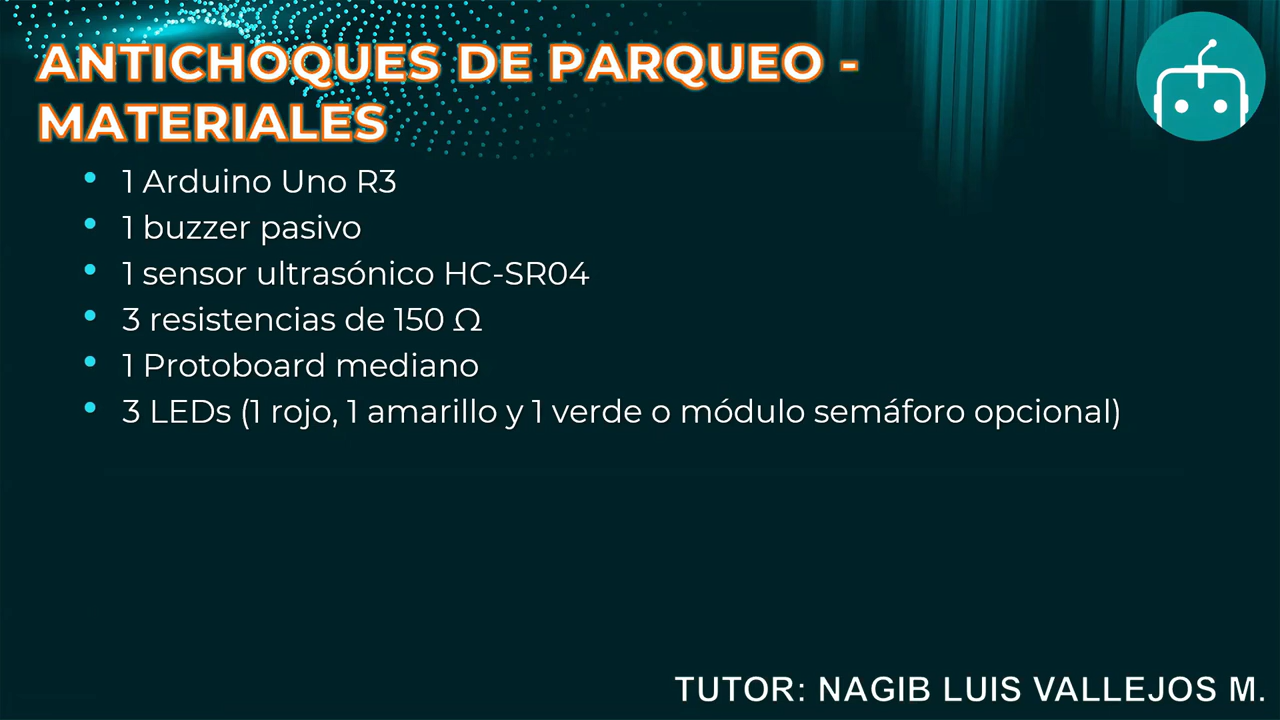 ANTICHOQUES DE PARQUEO -
MATERIALES
• 1 Arduino Uno R3
• 1 buzzer pasivo
• 1 sensor ultrasónico HC-SR04
• 3 resistencias de 150 Ω
• 1 Protoboard mediano
• 3 LEDs (1 rojo, 1 amarillo y 1 verde o módulo semáforo opcional)
TUTOR: NAGIB LUIS VALLEJOS M.